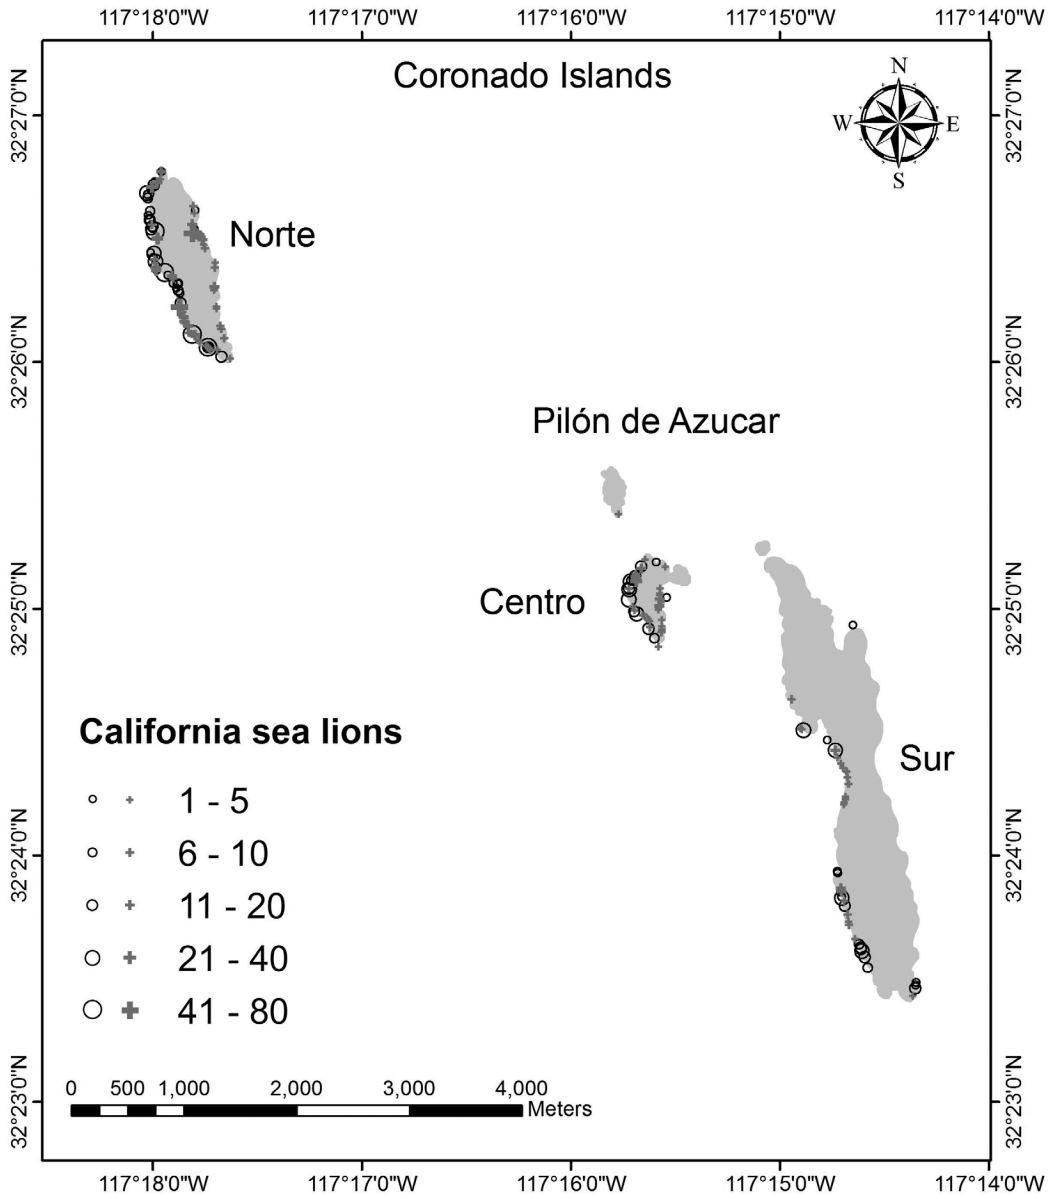 117°18'0"W 117°17'0"W 117°16'0"W 117°15'0"W 117°14'0"W
Coronado Islands
N
W E
S
32°27'0"N 32°27'0"N
Norte
32°26'0"N 32°26'0"N
Pilón de Azucar
Centro
32°25'0"N 32°25'0"N
California sea lions
Sur
1 - 5
6 - 10
32°24'0"N 32°24'0"N
11 - 20
21 - 40
41 - 80
0 500 1,000 2,000 3,000 4,000
Meters
32°23'0"N 32°23'0"N
117°18'0"W 117°17'0"W 117°16'0"W 117°15'0"W 117°14'0"W